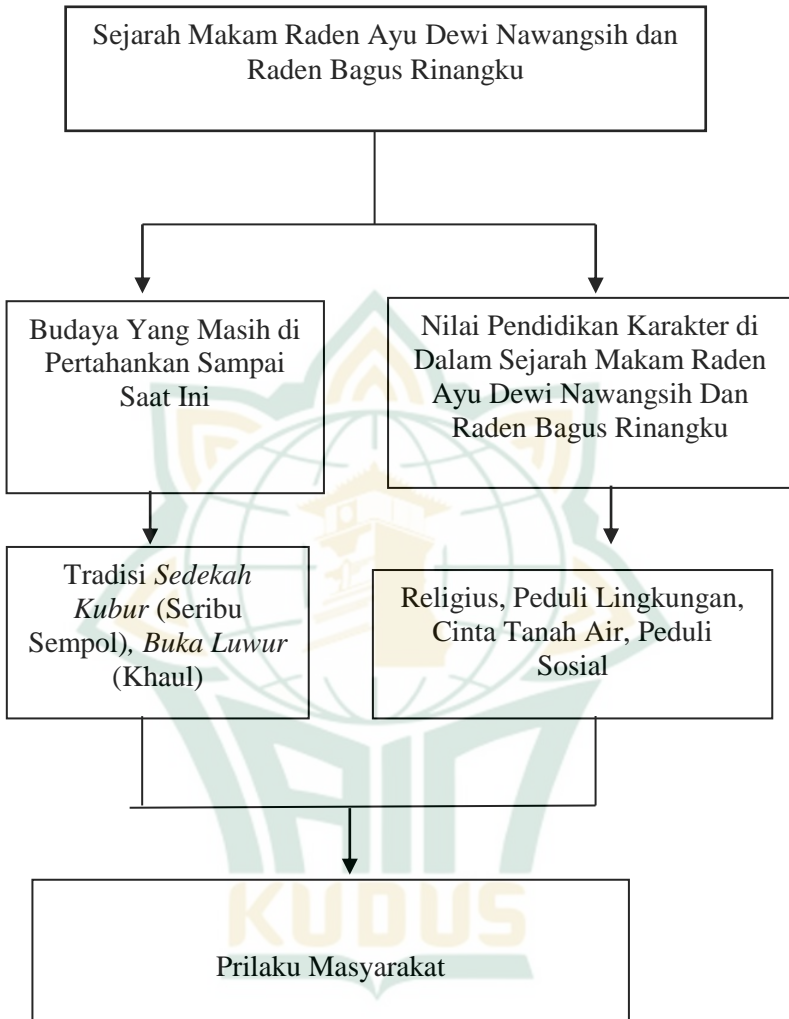 Sejarah Makam Raden Ayu Dewi Nawangsih dan
Raden Bagus Rinangku
Budaya Yang Masih di
Pertahankan Sampai
Saat Ini
Nilai Pendidikan Karakter di
Dalam Sejarah Makam Raden
Ayu Dewi Nawangsih Dan
Raden Bagus Rinangku
Tradisi Sedekah
Kubur (Seribu
Sempol), Buka Luwur
(Khaul)
Religius, Peduli Lingkungan,
Cinta Tanah Air, Peduli
Sosial
Prilaku Masyarakat
IAIN
KUDUS